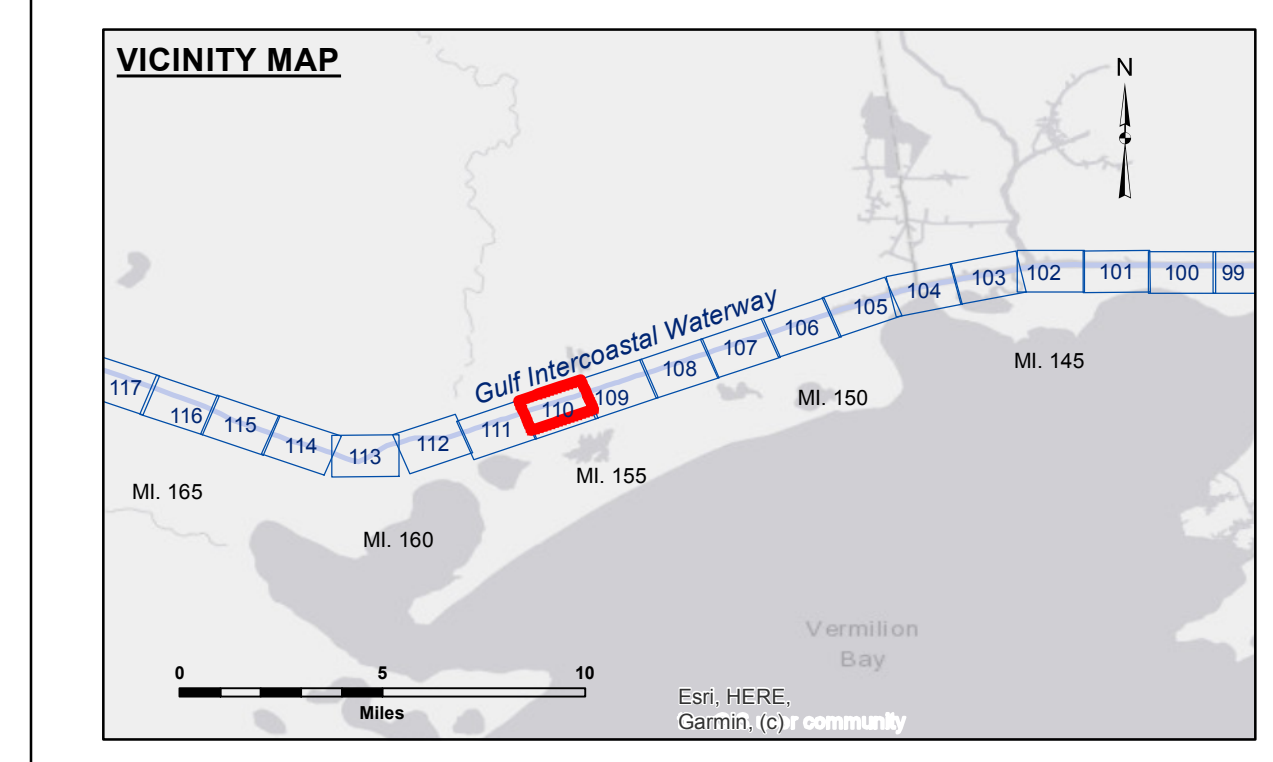 VICINITY MAP
N
Gulf Intercoastal Waterway
117
116
115
114
113
112
111
110
109
108
107
106
105
104
103
102
101
100
99
MI. 145
MI. 150
MI. 155
MI. 160
MI. 165
Vermilion
Bay
0 5 10
Miles
Esri, HERE,
Garmin, (c) r community